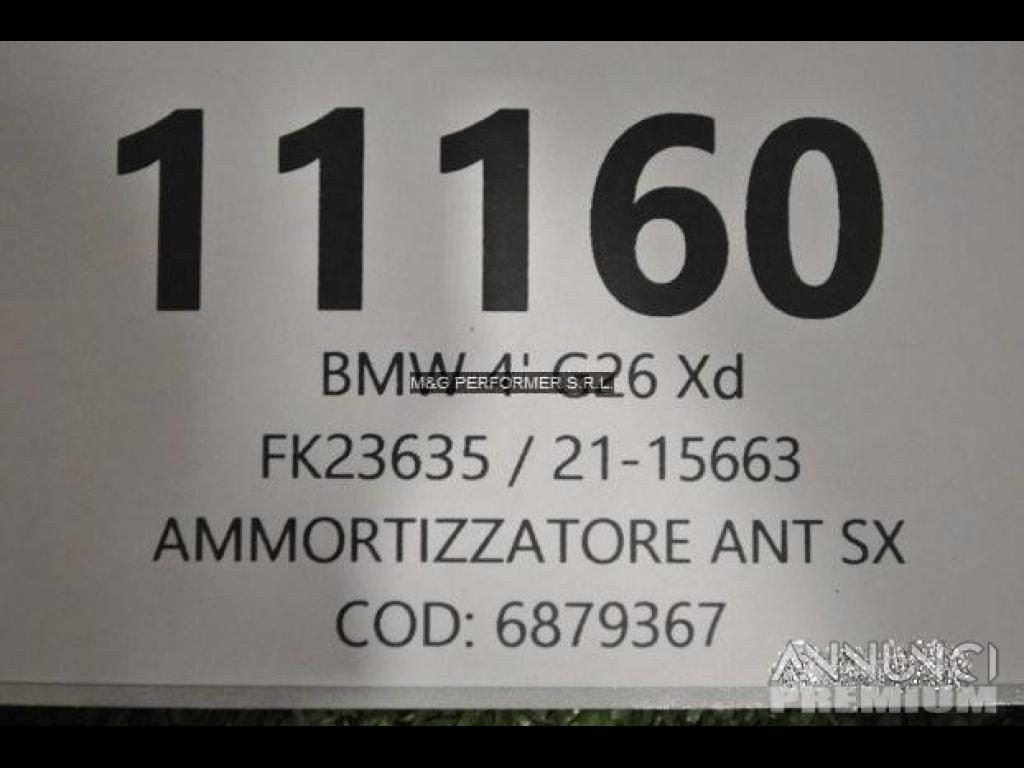 11160
BMW 4' G26 Xd
M&G PERFORMER S.R.L.
FK23635 / 21-15663
AMMORTIZZATORE ANT SX
COD: 6879367
ANNUNCI
PREMIUM